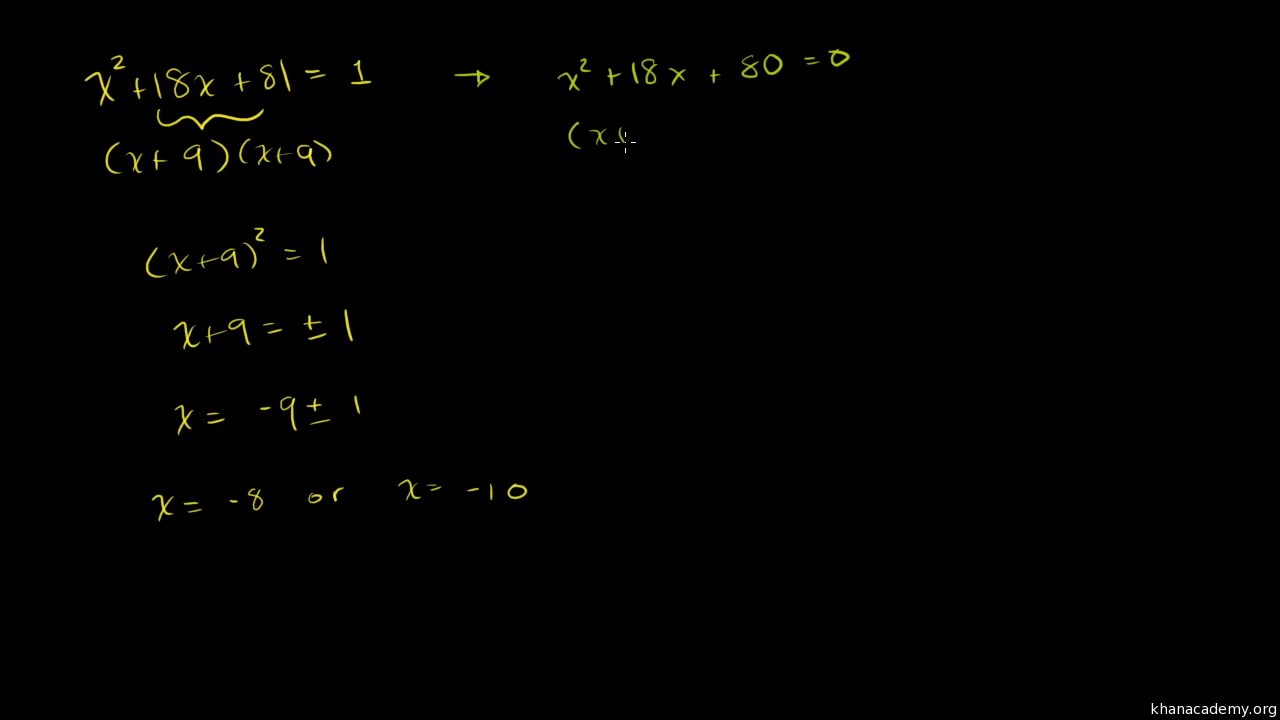 x² + 18x + 81 = 1 → x² + 18x + 80 = 0
(x + 9)(x+9) (x
(x+9)² = 1
x+9 = ± 1
x = -9 ± 1
x = -8 or x = -10
khanacademy.org